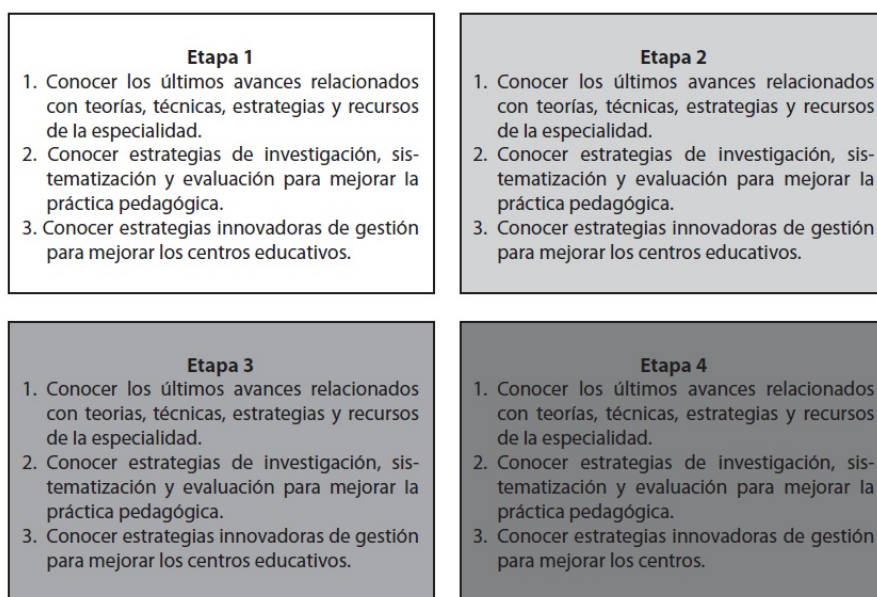 Etapa 1
1. Conocer los últimos avances relacionados
con teorías, técnicas, estrategias y recursos
de la especialidad.
2. Conocer estrategias de investigación, sis-
tematización y evaluación para mejorar la
práctica pedagógica.
3. Conocer estrategias innovadoras de gestión
para mejorar los centros educativos.
Etapa 2
1. Conocer los últimos avances relacionados
con teorías, técnicas, estrategias y recursos
de la especialidad.
2. Conocer estrategias de investigación, sis-
tematización y evaluación para mejorar la
práctica pedagógica.
3. Conocer estrategias innovadoras de gestión
para mejorar los centros educativos.
Etapa 3
1. Conocer los últimos avances relacionados
con teorias, técnicas, estrategias y recursos
de la especialidad.
2. Conocer estrategias de investigación, sis-
tematización y evaluación para mejorar la
práctica pedagógica.
3. Conocer estrategias innovadoras de gestión
para mejorar los centros educativos.
Etapa 4
1. Conocer los últimos avances relacionados
con teorías, técnicas, estrategias y recursos
de la especialidad.
2. Conocer estrategias de investigación, sis-
tematización y evaluación para mejorar la
práctica pedagógica.
3. Conocer estrategias innovadoras de gestión
para mejorar los centros.